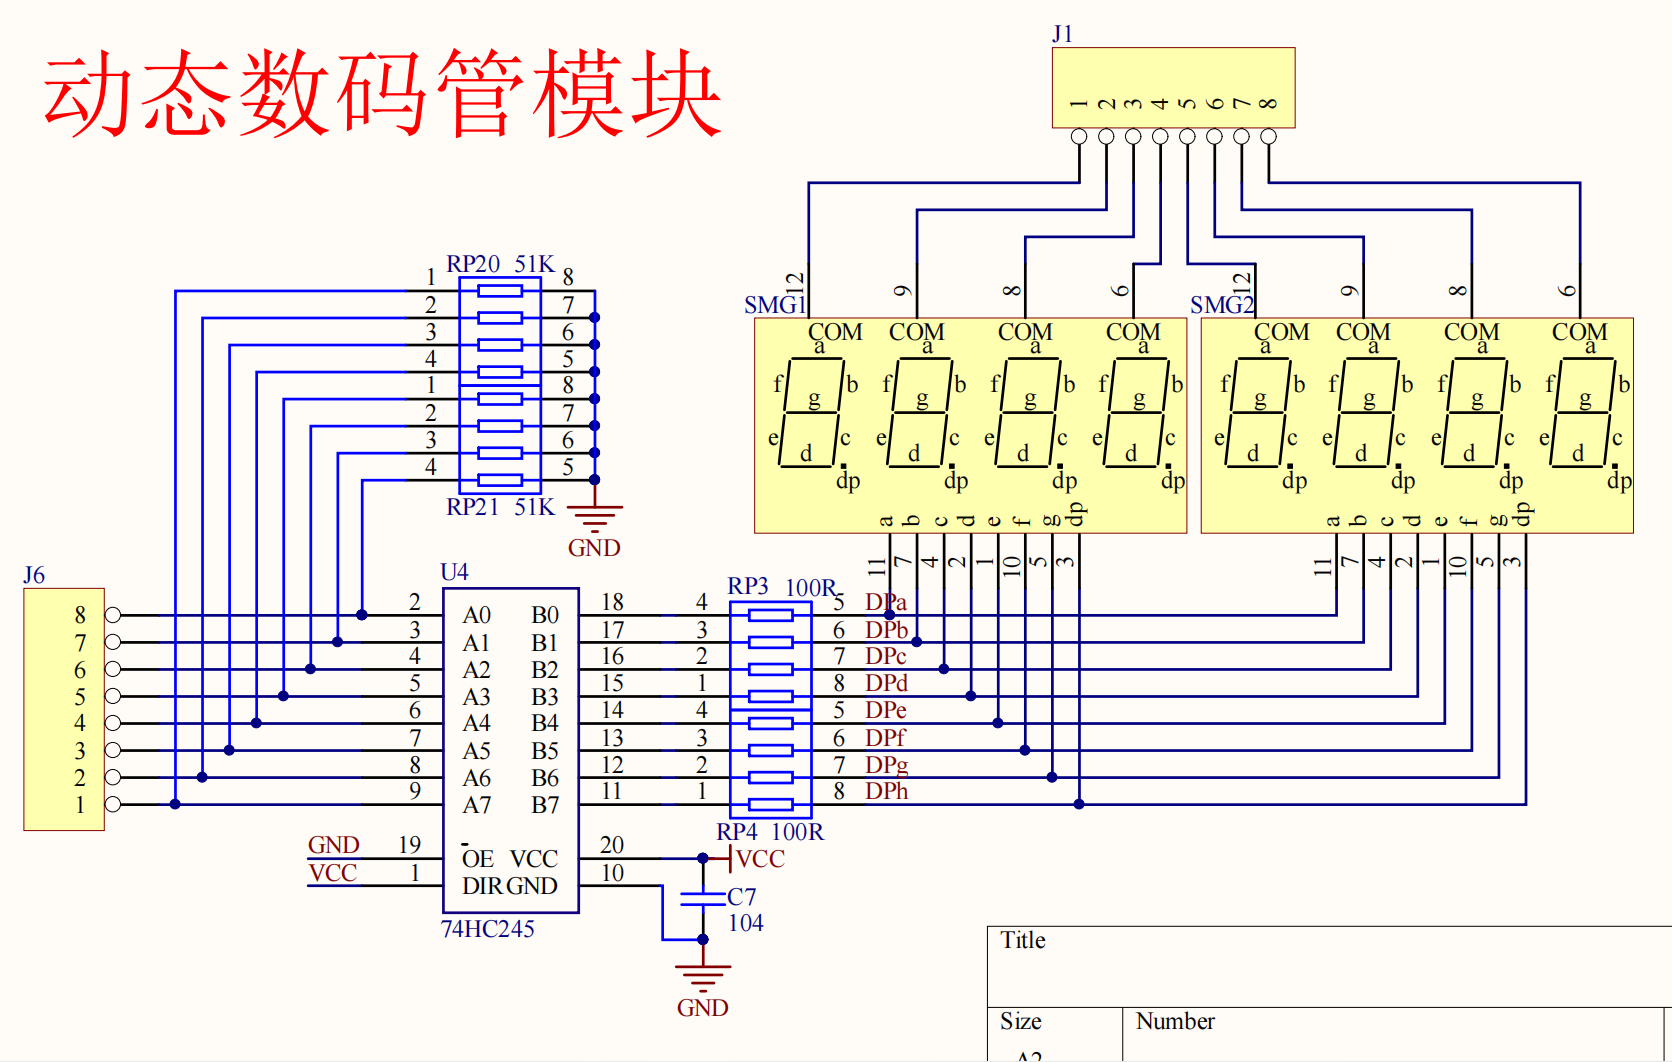 动态数码管模块
J1
1 2 3 4 5 6 7 8
12 9 8 6 12 9 8 6
SMG1 SMG2
COM COM COM COM COM COM COM COM
a a a a a a a a
f b f b f b f b f b f b f b f b
g g g g g g g g
e c e c e c e c e c e c e c e c
d d d d d d d d
dp dp dp dp dp dp dp dp
a b c d e f g dp a b c d e f g dp
11 7 4 2 1 10 5 3 11 7 4 2 1 10 5 3
RP20 51K
1 8
2 7
3 6
4 5
1 8
2 7
3 6
4 5
RP21 51K
GND
J6 U4 RP3 100R
8 2 A0 B0 18 4 5 DPa
7 3 A1 B1 17 3 6 DPb
6 4 A2 B2 16 2 7 DPc
5 5 A3 B3 15 1 8 DPd
4 6 A4 B4 14 4 5 DPe
3 7 A5 B5 13 3 6 DPf
2 8 A6 B6 12 2 7 DPg
1 9 A7 B7 11 1 8 DPh
RP4 100R
GND 19 OE VCC 20 VCC
VCC 1 DIR GND 10
C7
104
74HC245
GND
Title
Size Number
A2